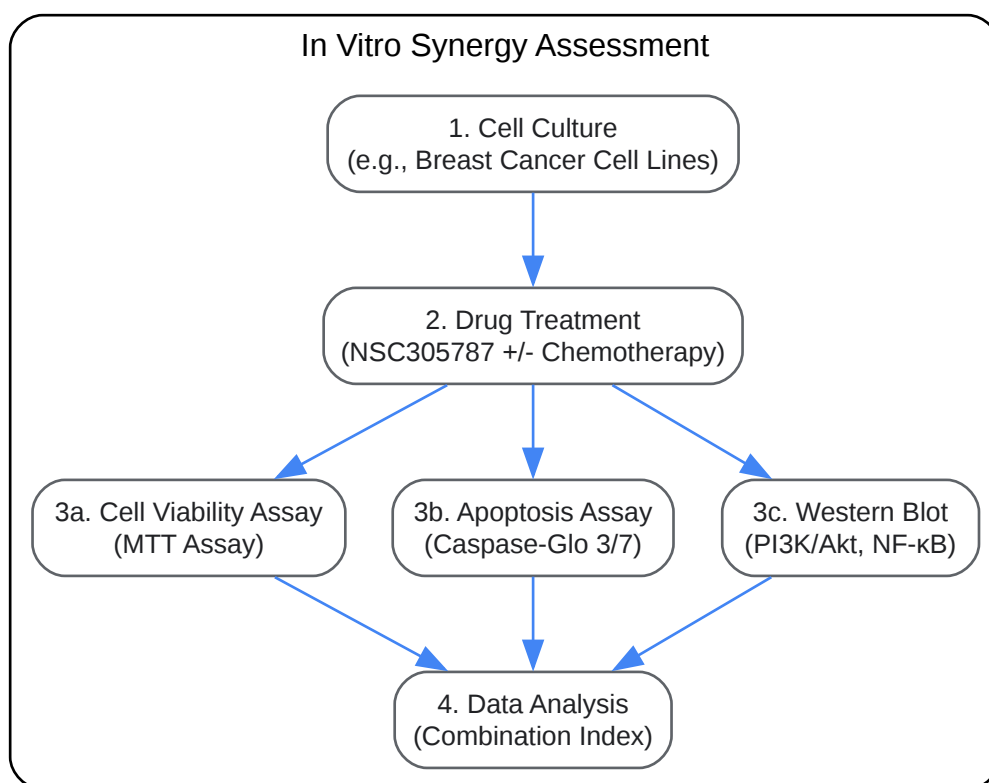 In Vitro Synergy Assessment
1. Cell Culture
(e.g., Breast Cancer Cell Lines)
2. Drug Treatment
(NSC305787 +/- Chemotherapy)
3a. Cell Viability Assay
(MTT Assay)
3b. Apoptosis Assay
(Caspase-Glo 3/7)
3c. Western Blot
(PI3K/Akt, NF-κB)
4. Data Analysis
(Combination Index)